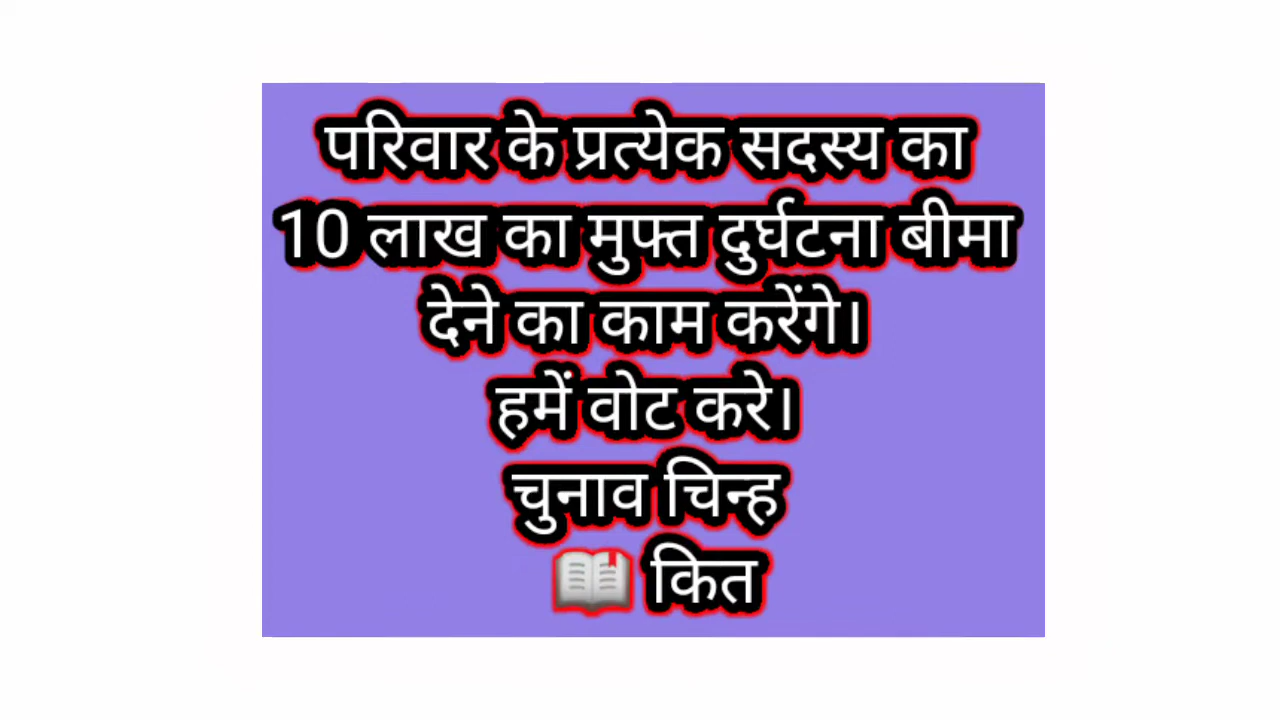 परिवार के प्रत्येक सदस्य का
10 लाख का मुफ्त दुर्घटना बीमा
देने का काम करेंगे।
हमें वोट करे।
चुनाव चिन्ह
📖 कित